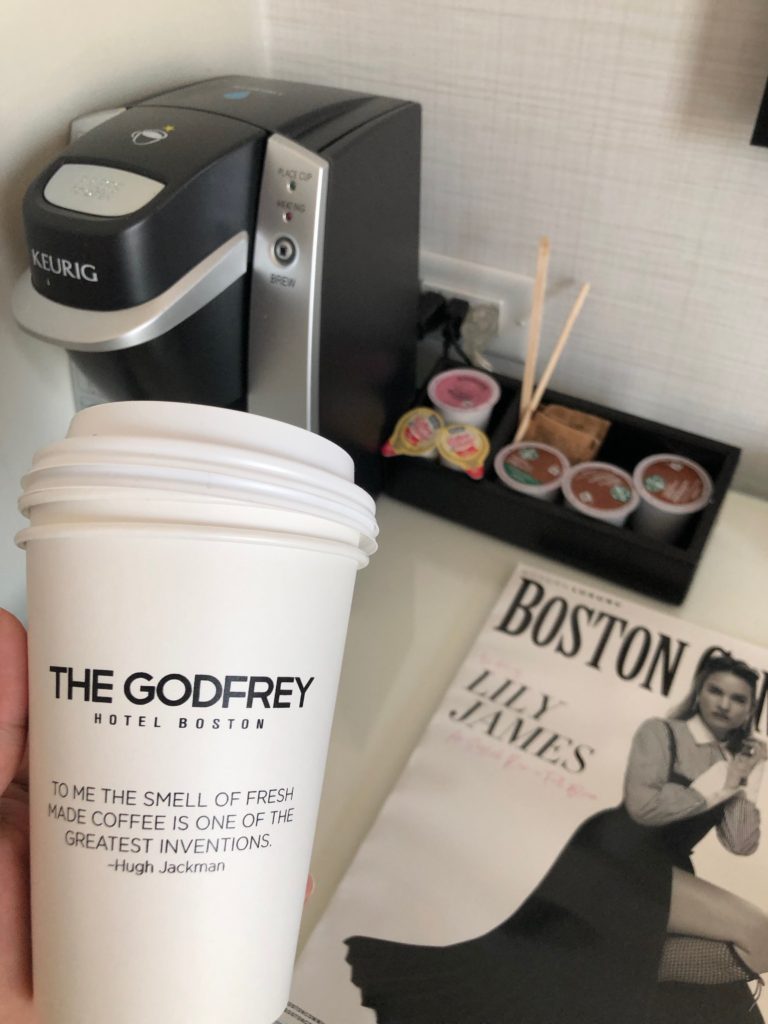 PLACE CUP
HEATING
BREW
KEURIG
THE GODFREY
HOTEL BOSTON
TO ME THE SMELL OF FRESH
MADE COFFEE IS ONE OF THE
GREATEST INVENTIONS.
~Hugh Jackman
BOSTON
LILY
JAMES